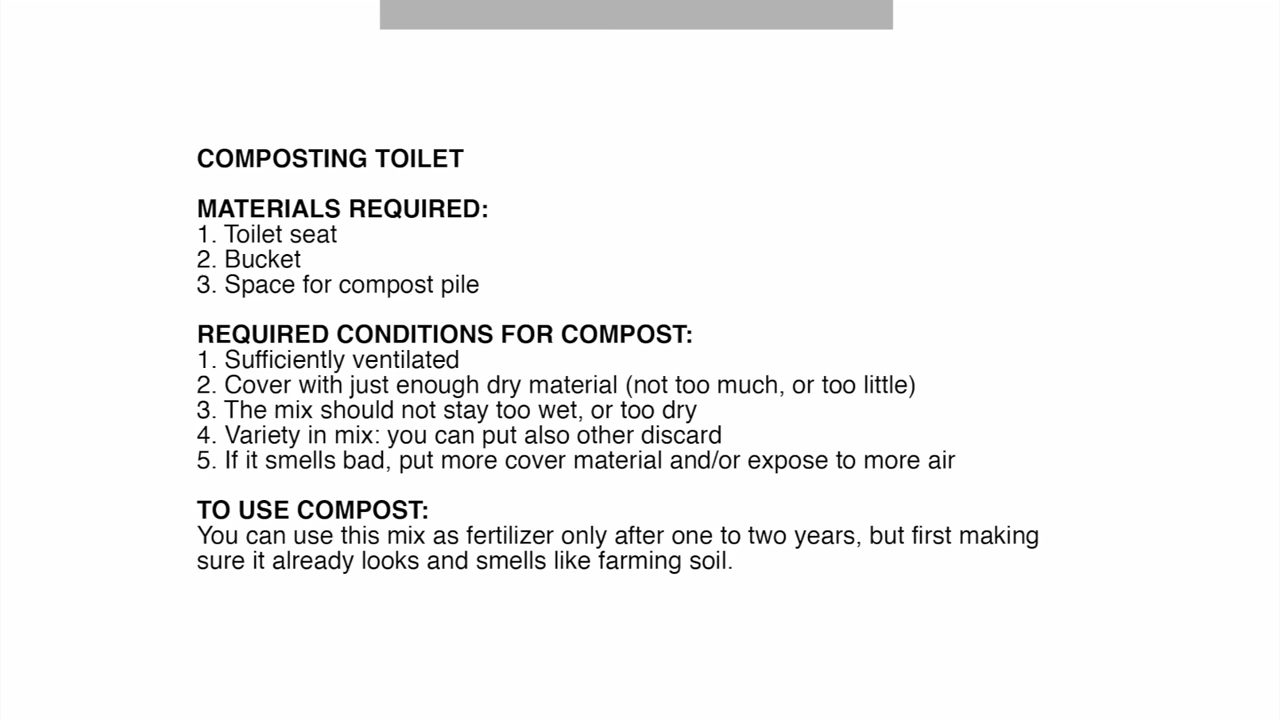 COMPOSTING TOILET
MATERIALS REQUIRED:
1. Toilet seat
2. Bucket
3. Space for compost pile
REQUIRED CONDITIONS FOR COMPOST:
1. Sufficiently ventilated
2. Cover with just enough dry material (not too much, or too little)
3. The mix should not stay too wet, or too dry
4. Variety in mix: you can put also other discard
5. If it smells bad, put more cover material and/or expose to more air
TO USE COMPOST:
You can use this mix as fertilizer only after one to two years, but first making
sure it already looks and smells like farming soil.